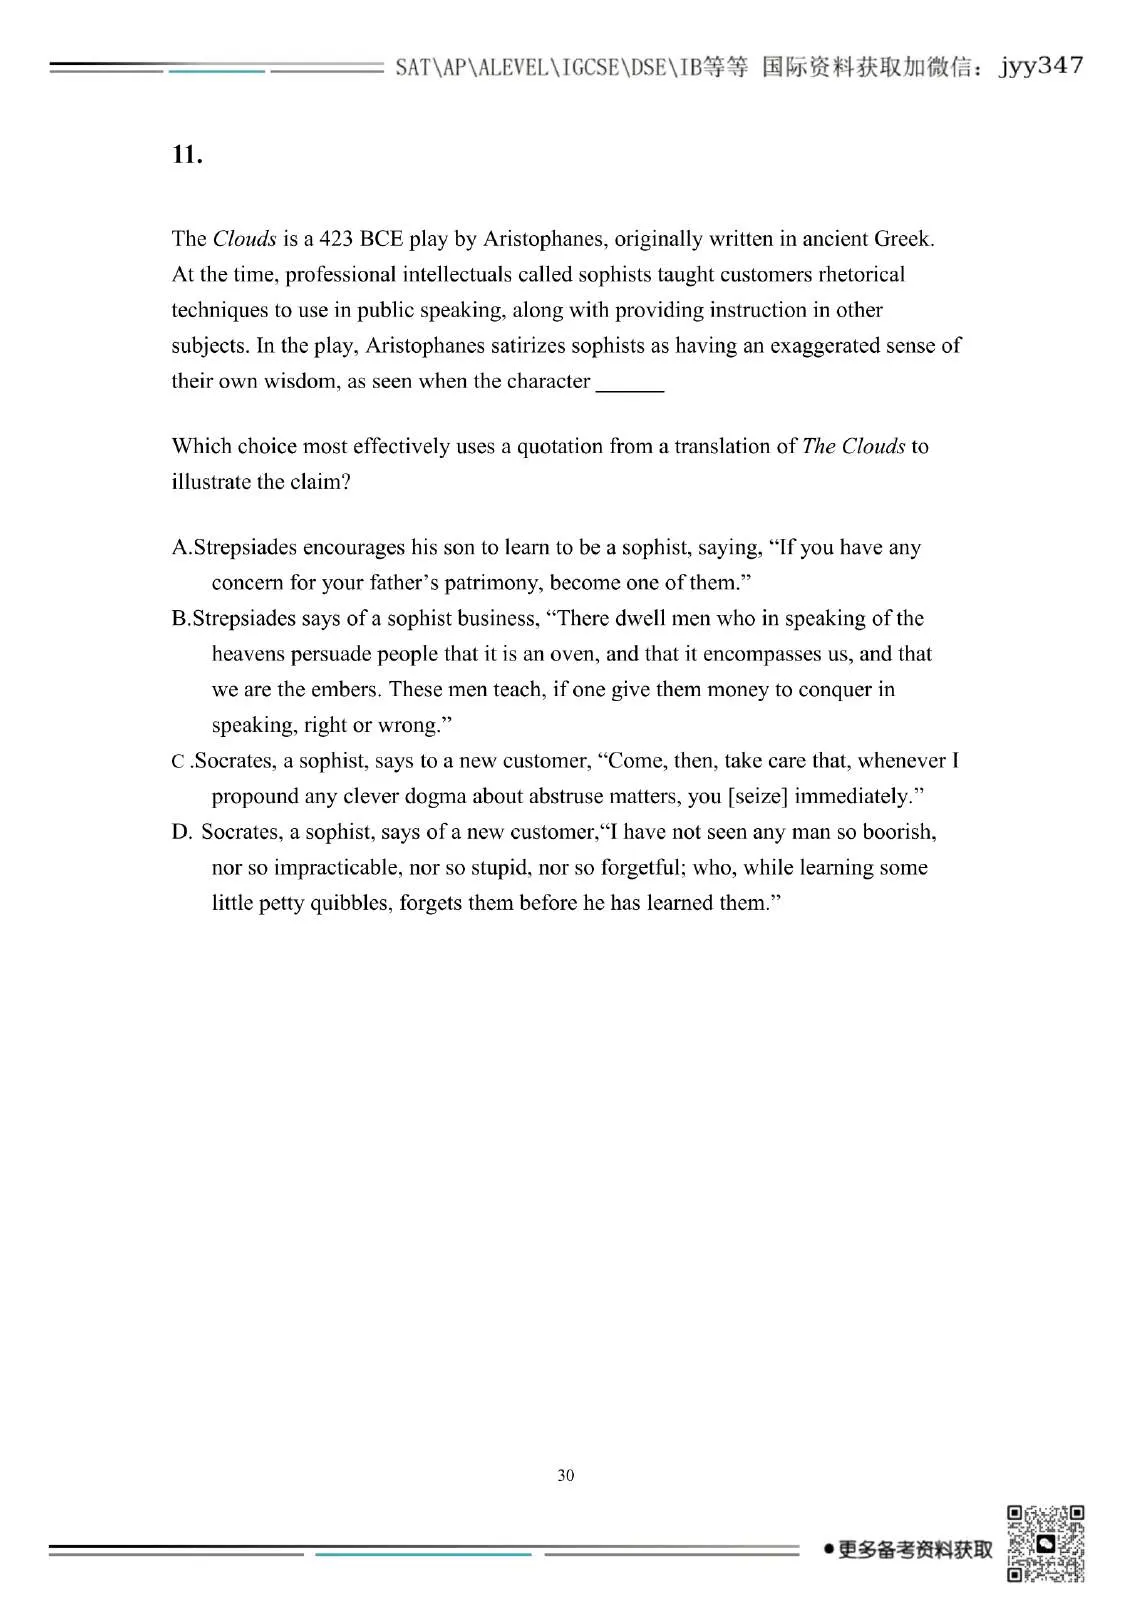 SAT\AP\ALEVEL\IGCSE\DSE\IB等等 国际资料获取加微信：jyy347
11.
The Clouds is a 423 BCE play by Aristophanes, originally written in ancient Greek.
At the time, professional intellectuals called sophists taught customers rhetorical
techniques to use in public speaking, along with providing instruction in other
subjects. In the play, Aristophanes satirizes sophists as having an exaggerated sense of
their own wisdom, as seen when the character ______
Which choice most effectively uses a quotation from a translation of The Clouds to
illustrate the claim?
A.Strepsiades encourages his son to learn to be a sophist, saying, “If you have any
concern for your father’s patrimony, become one of them.”
B.Strepsiades says of a sophist business, “There dwell men who in speaking of the
heavens persuade people that it is an oven, and that it encompasses us, and that
we are the embers. These men teach, if one give them money to conquer in
speaking, right or wrong.”
C .Socrates, a sophist, says to a new customer, “Come, then, take care that, whenever I
propound any clever dogma about abstruse matters, you [seize] immediately.”
D. Socrates, a sophist, says of a new customer,“I have not seen any man so boorish,
nor so impracticable, nor so stupid, nor so forgetful; who, while learning some
little petty quibbles, forgets them before he has learned them.”
30
●更多备考资料获取